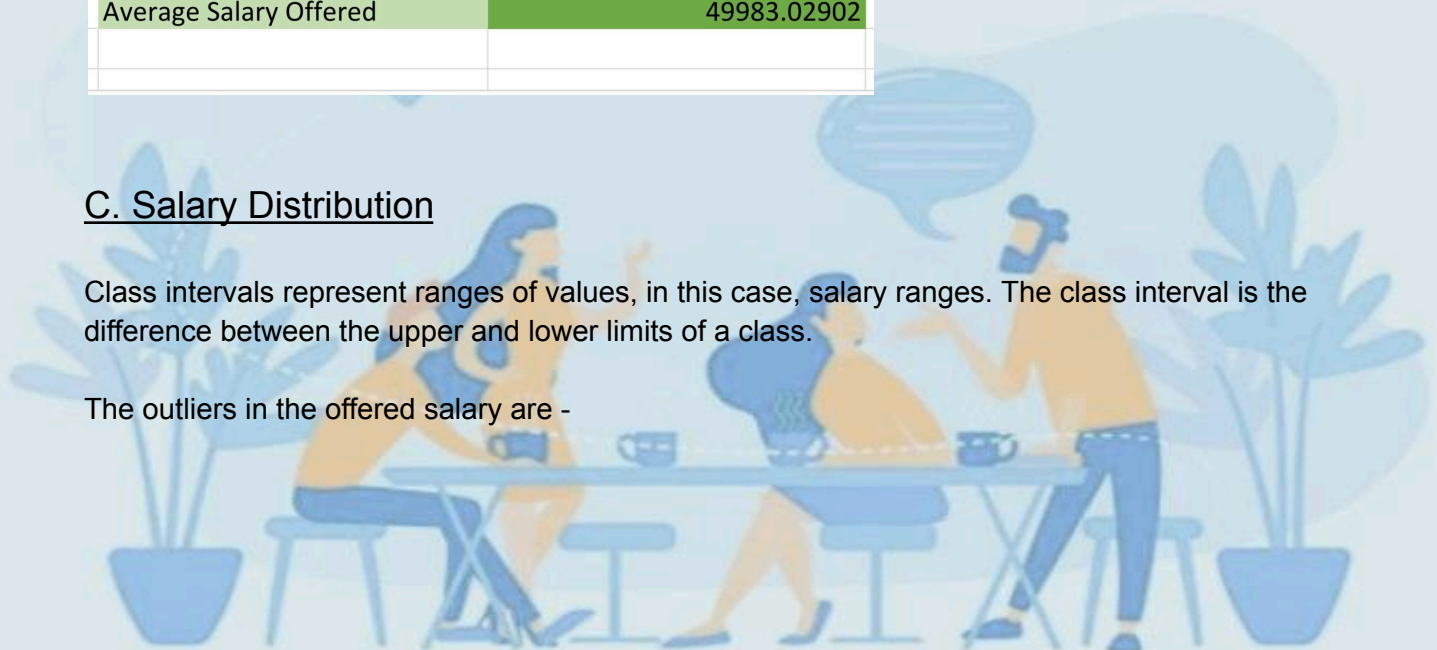 Average Salary Offered 49983.02902
C. Salary Distribution
Class intervals represent ranges of values, in this case, salary ranges. The class interval is the
difference between the upper and lower limits of a class.
The outliers in the offered salary are -